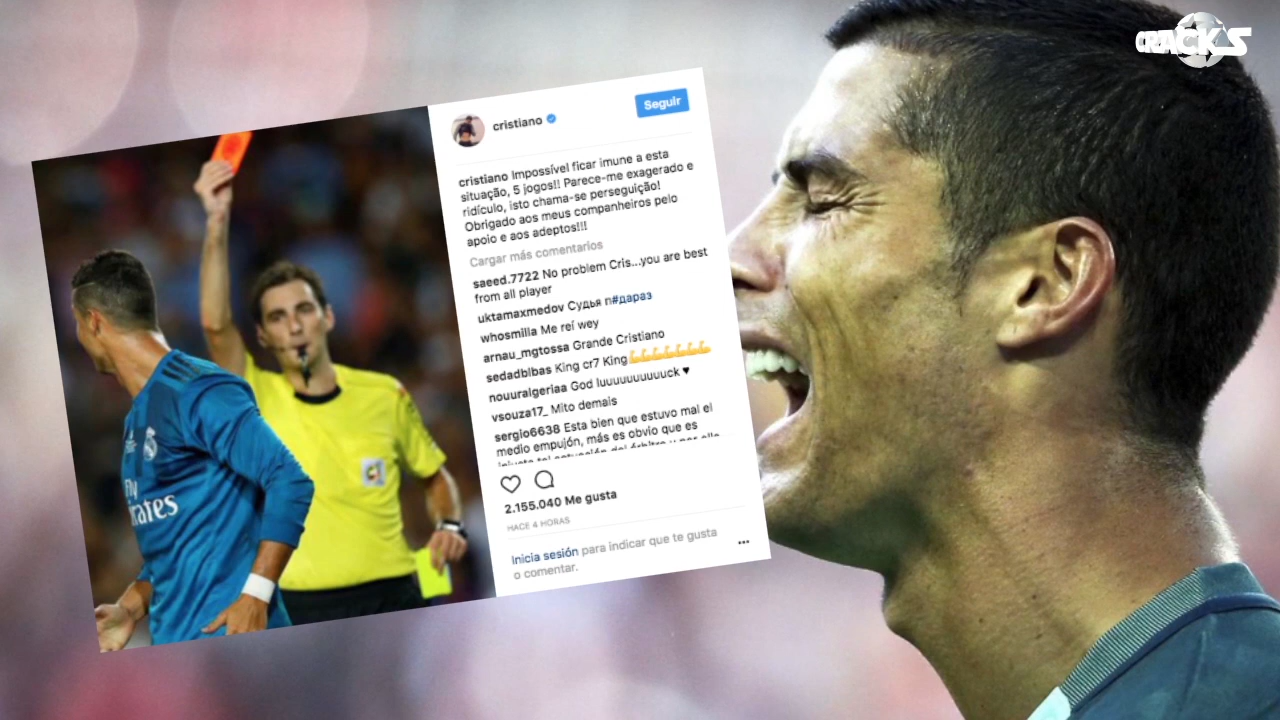 CRACKS
cristiano
Seguir
cristiano Impossível ficar imune a esta
situação, 5 jogos!! Parece-me exagerado e
ridículo, isto chama-se perseguição!
Obrigado aos meus companheiros pelo
apoio e aos adeptos!!!
Cargar más comentarios
saeed.7722 No problem Cris...you are best
from all player
uktamaxmedov Судья п#дараз
whosmilla Me reí wey
arnau_mgtossa Grande Cristiano
sedadblbas King cr7 King💪💪💪💪💪💪💪
nouuralgeriaa God luuuuuuuuuuck ♥
vsouza17_ Mito demais
sergio6638 Esta bien que estuvo mal el
medio empujón, más es obvio que es
2.155.040 Me gusta
HACE 4 HORAS
Inicia sesión para indicar que te gusta
o comentar.
Fly
Emirates